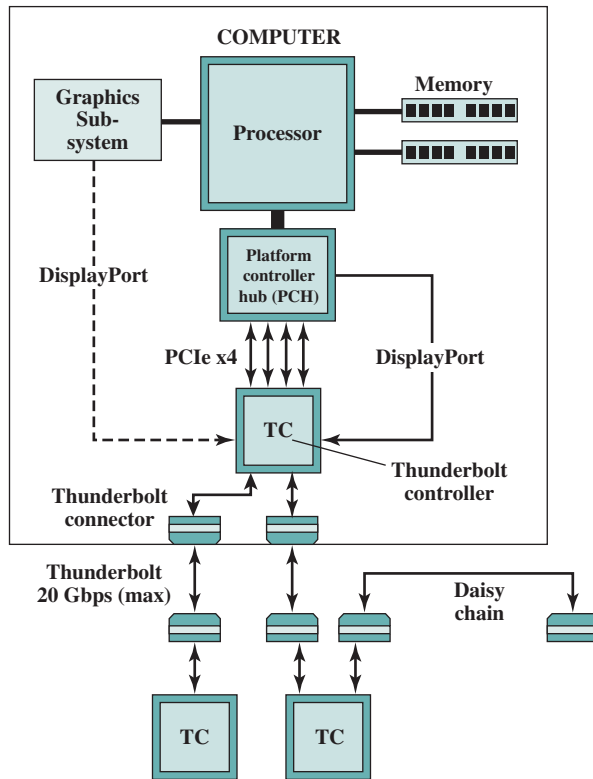 COMPUTER
Graphics
Sub-
system
Processor
Memory
Platform
controller
hub (PCH)
DisplayPort
PCIe x4
DisplayPort
TC
Thunderbolt
controller
Thunderbolt
connector
Thunderbolt
20 Gbps (max)
Daisy
chain
TC
TC